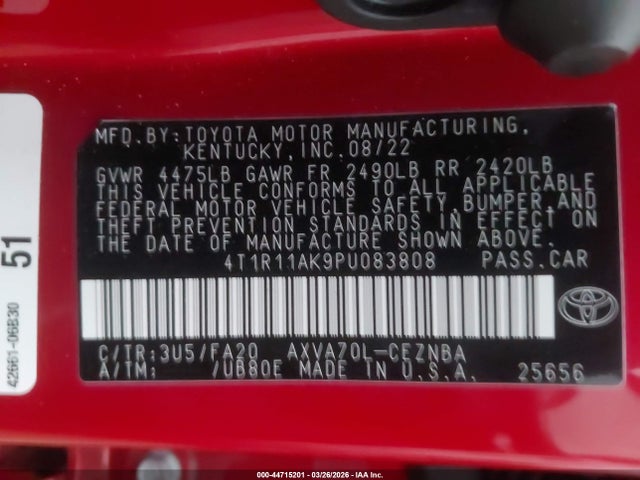 MFD.BY:TOYOTA MOTOR MANUFACTURING,
KENTUCKY,INC.08/22
GVWR 4475LB GAWR FR 2490LB RR 2420LB
THIS VEHICLE CONFORMS TO ALL APPLICABLE
FEDERAL MOTOR VEHICLE SAFETY, BUMPER,AND
THEFT PREVENTION STANDARDS IN EFFECT ON
THE DATE OF MANUFACTURE SHOWN ABOVE.
4T1R11AK9PU083808 PASS.CAR
C/TR:3U5/FA20 AXVA70L-CEZNBA
A/TM: /UB80E MADE IN U.S.A. 25656
51
42661-06B30
000-44715201 | 03/26/2026 - IAA Inc.